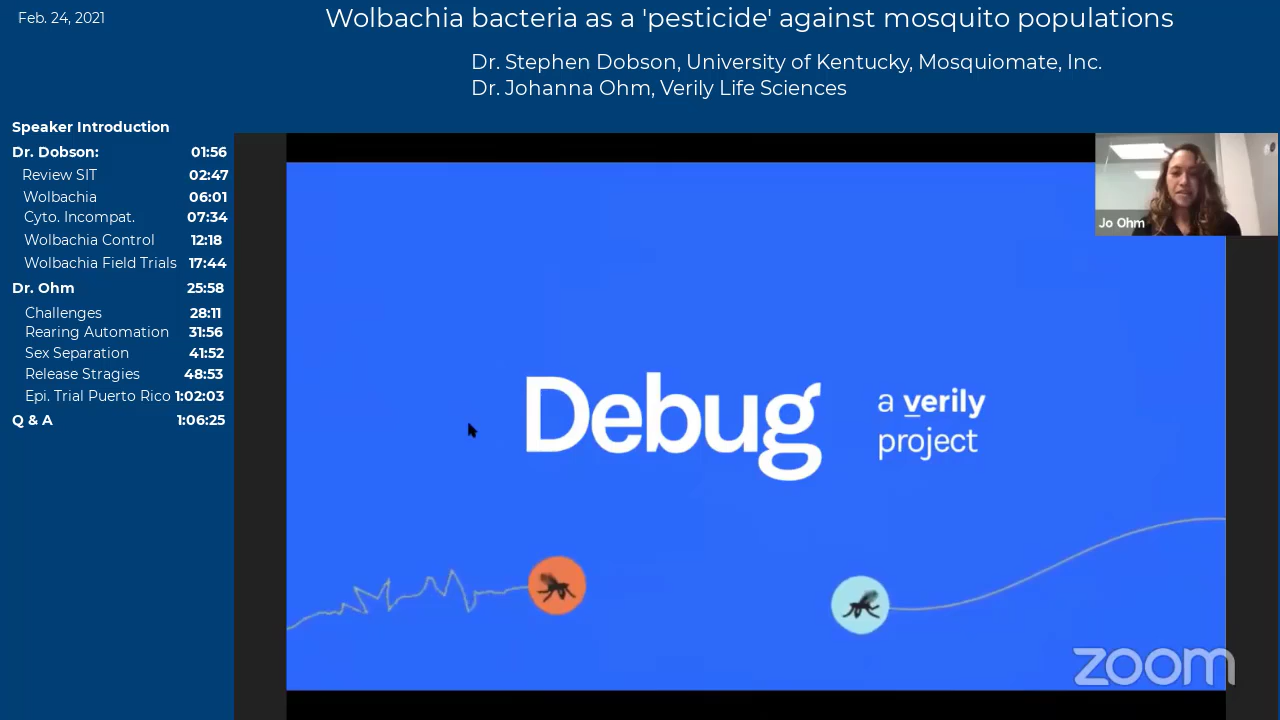 Feb. 24, 2021
Wolbachia bacteria as a 'pesticide' against mosquito populations
Dr. Stephen Dobson, University of Kentucky, Mosquiomate, Inc.
Dr. Johanna Ohm, Verily Life Sciences
Speaker Introduction
Dr. Dobson: 01:56
Review SIT 02:47
Wolbachia 06:01
Cyto. Incompat. 07:34
Wolbachia Control 12:18
Wolbachia Field Trials 17:44
Dr. Ohm 25:58
Challenges 28:11
Rearing Automation 31:56
Sex Separation 41:52
Release Stragies 48:53
Epi. Trial Puerto Rico 1:02:03
Q & A 1:06:25
Jo Ohm
Debug
a verily
project
zoom